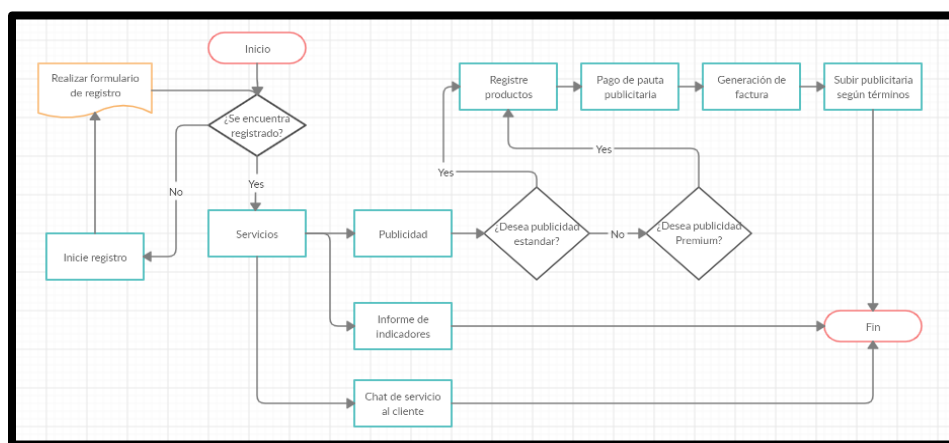 Inicio
Realizar formulario
de registro
¿Se encuentra
registrado?
No
Yes
Inicie registro
Servicios
Publicidad
¿Desea publicidad
estandar?
Yes
No
¿Desea publicidad
Premium?
Yes
Registre
productos
Pago de pauta
publicitaria
Generación de
factura
Subir publicitaria
según términos
Informe de
indicadores
Chat de servicio
al cliente
Fin